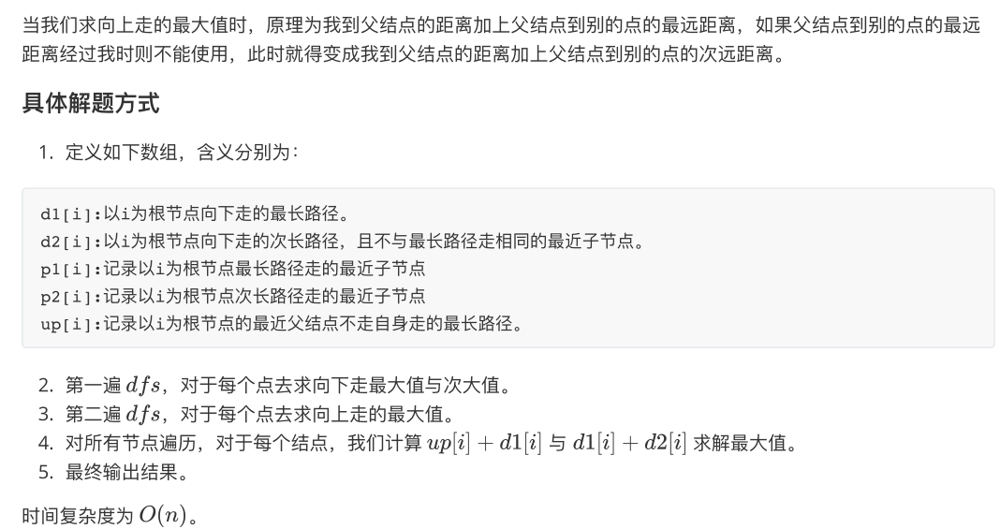 当我们求向上走的最大值时，原理为我到父结点的距离加上父结点到别的点的最远距离，如果父结点到别的点的最远
距离经过我时则不能使用，此时就得变成我到父结点的距离加上父结点到别的点的次远距离。
具体解题方式
1. 定义如下数组，含义分别为：
d1[i]:以i为根节点向下走的最长路径。
d2[i]:以i为根节点向下走的次长路径，且不与最长路径走相同的最近子节点。
p1[i]:记录以i为根节点最长路径走的最近子节点
p2[i]:记录以i为根节点次长路径走的最近子节点
up[i]:记录以i为根节点的最近父结点不走自身走的最长路径。
2. 第一遍 dfs，对于每个点去求向下走最大值与次大值。
3. 第二遍 dfs，对于每个点去求向上走的最大值。
4. 对所有节点遍历，对于每个结点，我们计算 up[i] + d1[i] 与 d1[i] + d2[i] 求解最大值。
5. 最终输出结果。
时间复杂度为 O(n)。